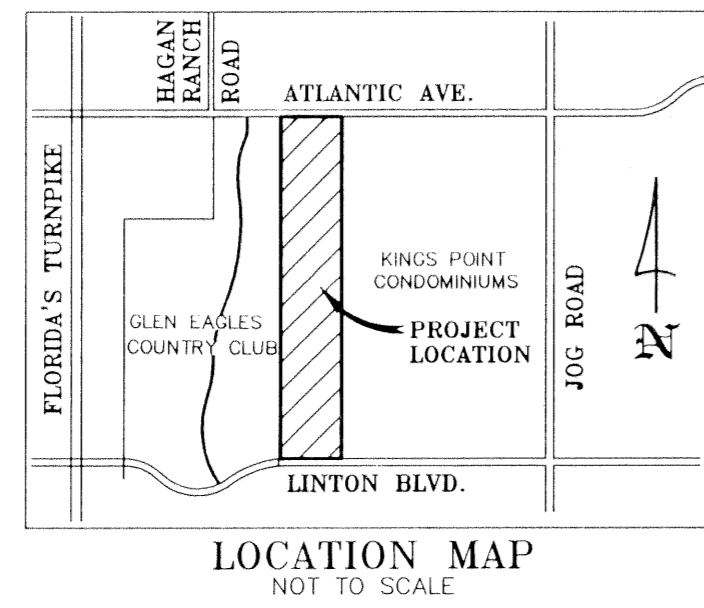 HAGAN
RANCH
ROAD
ATLANTIC AVE.
FLORIDA'S TURNPIKE
KINGS POINT
CONDOMINIUMS
GLEN EAGLES
COUNTRY CLUB
PROJECT
LOCATION
JOG ROAD
N
LINTON BLVD.
LOCATION MAP
NOT TO SCALE